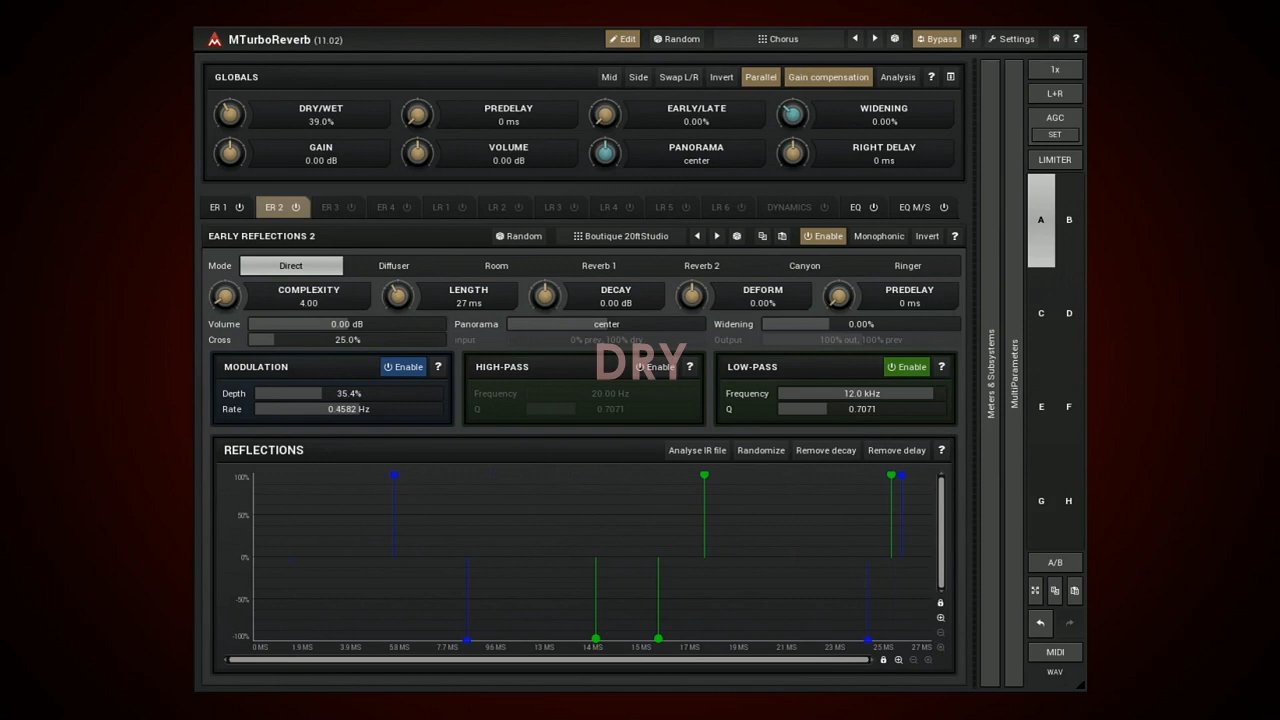 MTurboReverb (11.02) Edit Random Chorus Bypass Settings ?
GLOBALS Mid Side Swap L/R Invert Parallel Gain compensation Analysis ?
DRY/WET PREDELAY EARLY/LATE WIDENING
39.0% 0 ms 0.00% 0.00%
GAIN VOLUME PANORAMA RIGHT DELAY
0.00 dB 0.00 dB center 0 ms
ER 1 ER 2 ER 3 ER 4 LR 1 LR 2 LR 3 LR 4 LR 5 LR 6 DYNAMICS EQ EQ M/S
EARLY REFLECTIONS 2 Random Boutique 20ftStudio Enable Monophonic Invert ?
Mode Direct Diffuser Room Reverb 1 Reverb 2 Canyon Ringer
COMPLEXITY LENGTH DECAY DEFORM PREDELAY
4.00 27 ms 0.00 dB 0.00% 0 ms
Volume 0.00 dB Panorama center Widening 0.00%
Cross 25.0% Input 0% prev, 100% dry Output 100% out, 100% prev
DRY
MODULATION Enable ? HIGH-PASS Enable ? LOW-PASS Enable ?
Depth 35.4% Frequency 20.00 Hz Frequency 12.0 kHz
Rate 0.4582 Hz Q 0.7071 Q 0.7071
REFLECTIONS Analyse IR file Randomize Remove decay Remove delay ?
100%
50%
0%
-50%
-100%
0 MS 1.9 MS 3.9 MS 5.8 MS 7.7 MS 9.6 MS 12 MS 13 MS 14 MS 15 MS 17 MS 19 MS 21 MS 23 MS 25 MS 27 MS
Meters & Subsystems
MultiParameters
1x
L+R
AGC
SET
LIMITER
A B
C D
E F
G H
A/B
MIDI
WAV